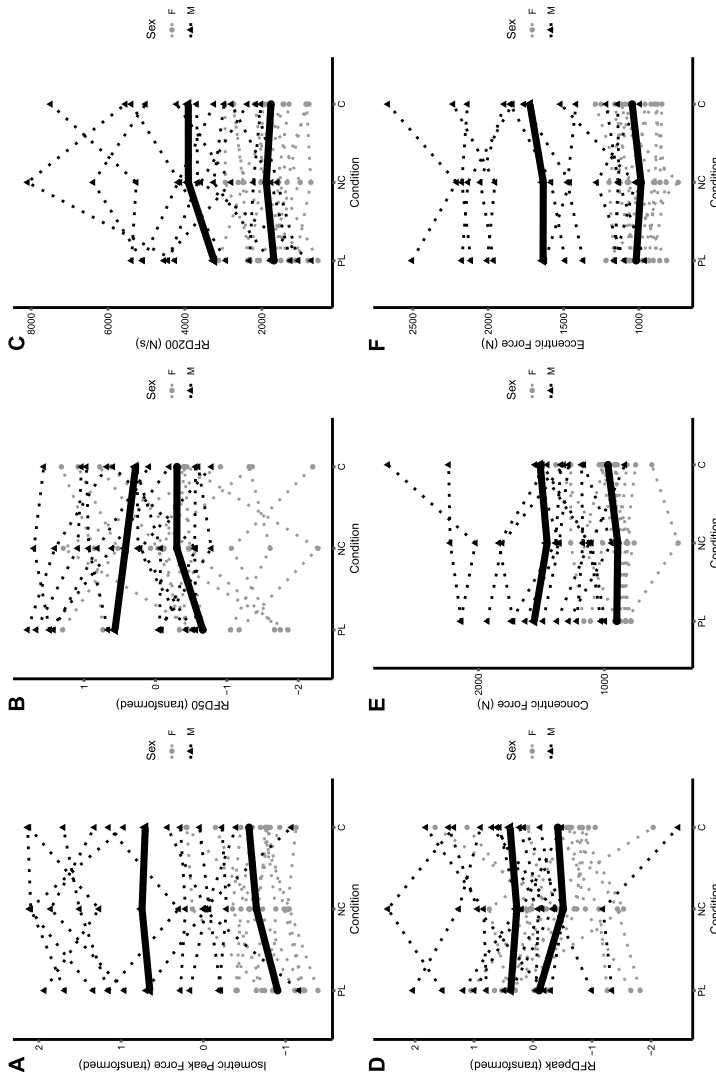 A
Isometric Peak Force (transformed)
2
1
0
−1
PL NC C
Condition
Sex
F
M
B
RFD50 (transformed)
1
0
−1
−2
PL NC C
Condition
Sex
F
M
C
RFD200 (N/s)
8000
6000
4000
2000
PL NC C
Condition
Sex
F
M
D
RFDpeak (transformed)
2
1
0
−1
−2
PL NC C
Condition
Sex
F
M
E
Concentric Force (N)
2000
1000
PL NC C
Condition
Sex
F
M
F
Eccentric Force (N)
2500
2000
1500
1000
PL NC C
Condition
Sex
F
M